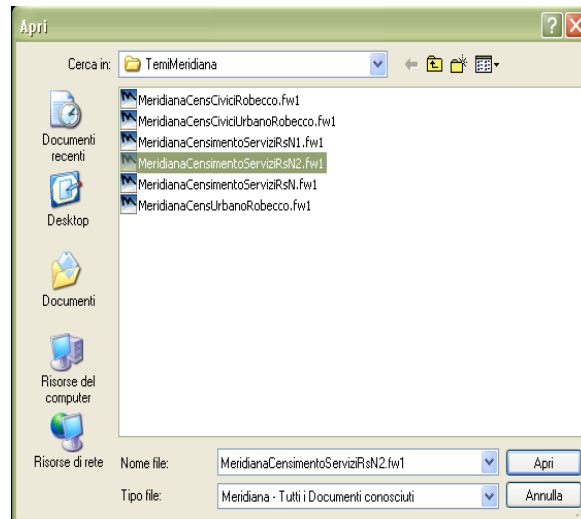 Apri
Cerca in: TemiMeridiana
MeridianaCensCiviciRobecco.fw1
MeridianaCensCiviciUrbanoRobecco.fw1
MeridianaCensimentoServiziRsN1.fw1
MeridianaCensimentoServiziRsN2.fw1
MeridianaCensimentoServiziRsN.fw1
MeridianaCensUrbanoRobecco.fw1
Documenti
recenti
Desktop
Documenti
Risorse del
computer
Risorse di rete
Nome file: MeridianaCensimentoServiziRsN2.fw1 Apri
Tipo file: Meridiana - Tutti i Documenti conosciuti Annulla